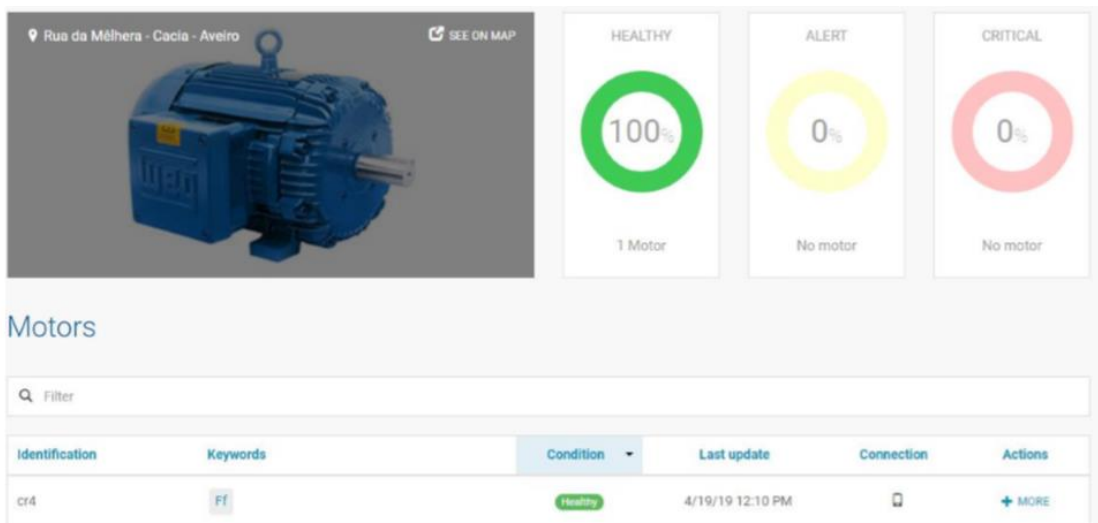 Rua da Mêlhera - Cacia - Aveiro
SEE ON MAP
WEG
HEALTHY
100%
1 Motor
ALERT
0%
No motor
CRITICAL
0%
No motor
Motors
Filter
Identification Keywords Condition Last update Connection Actions
cr4 Ff Healthy 4/19/19 12:10 PM + MORE